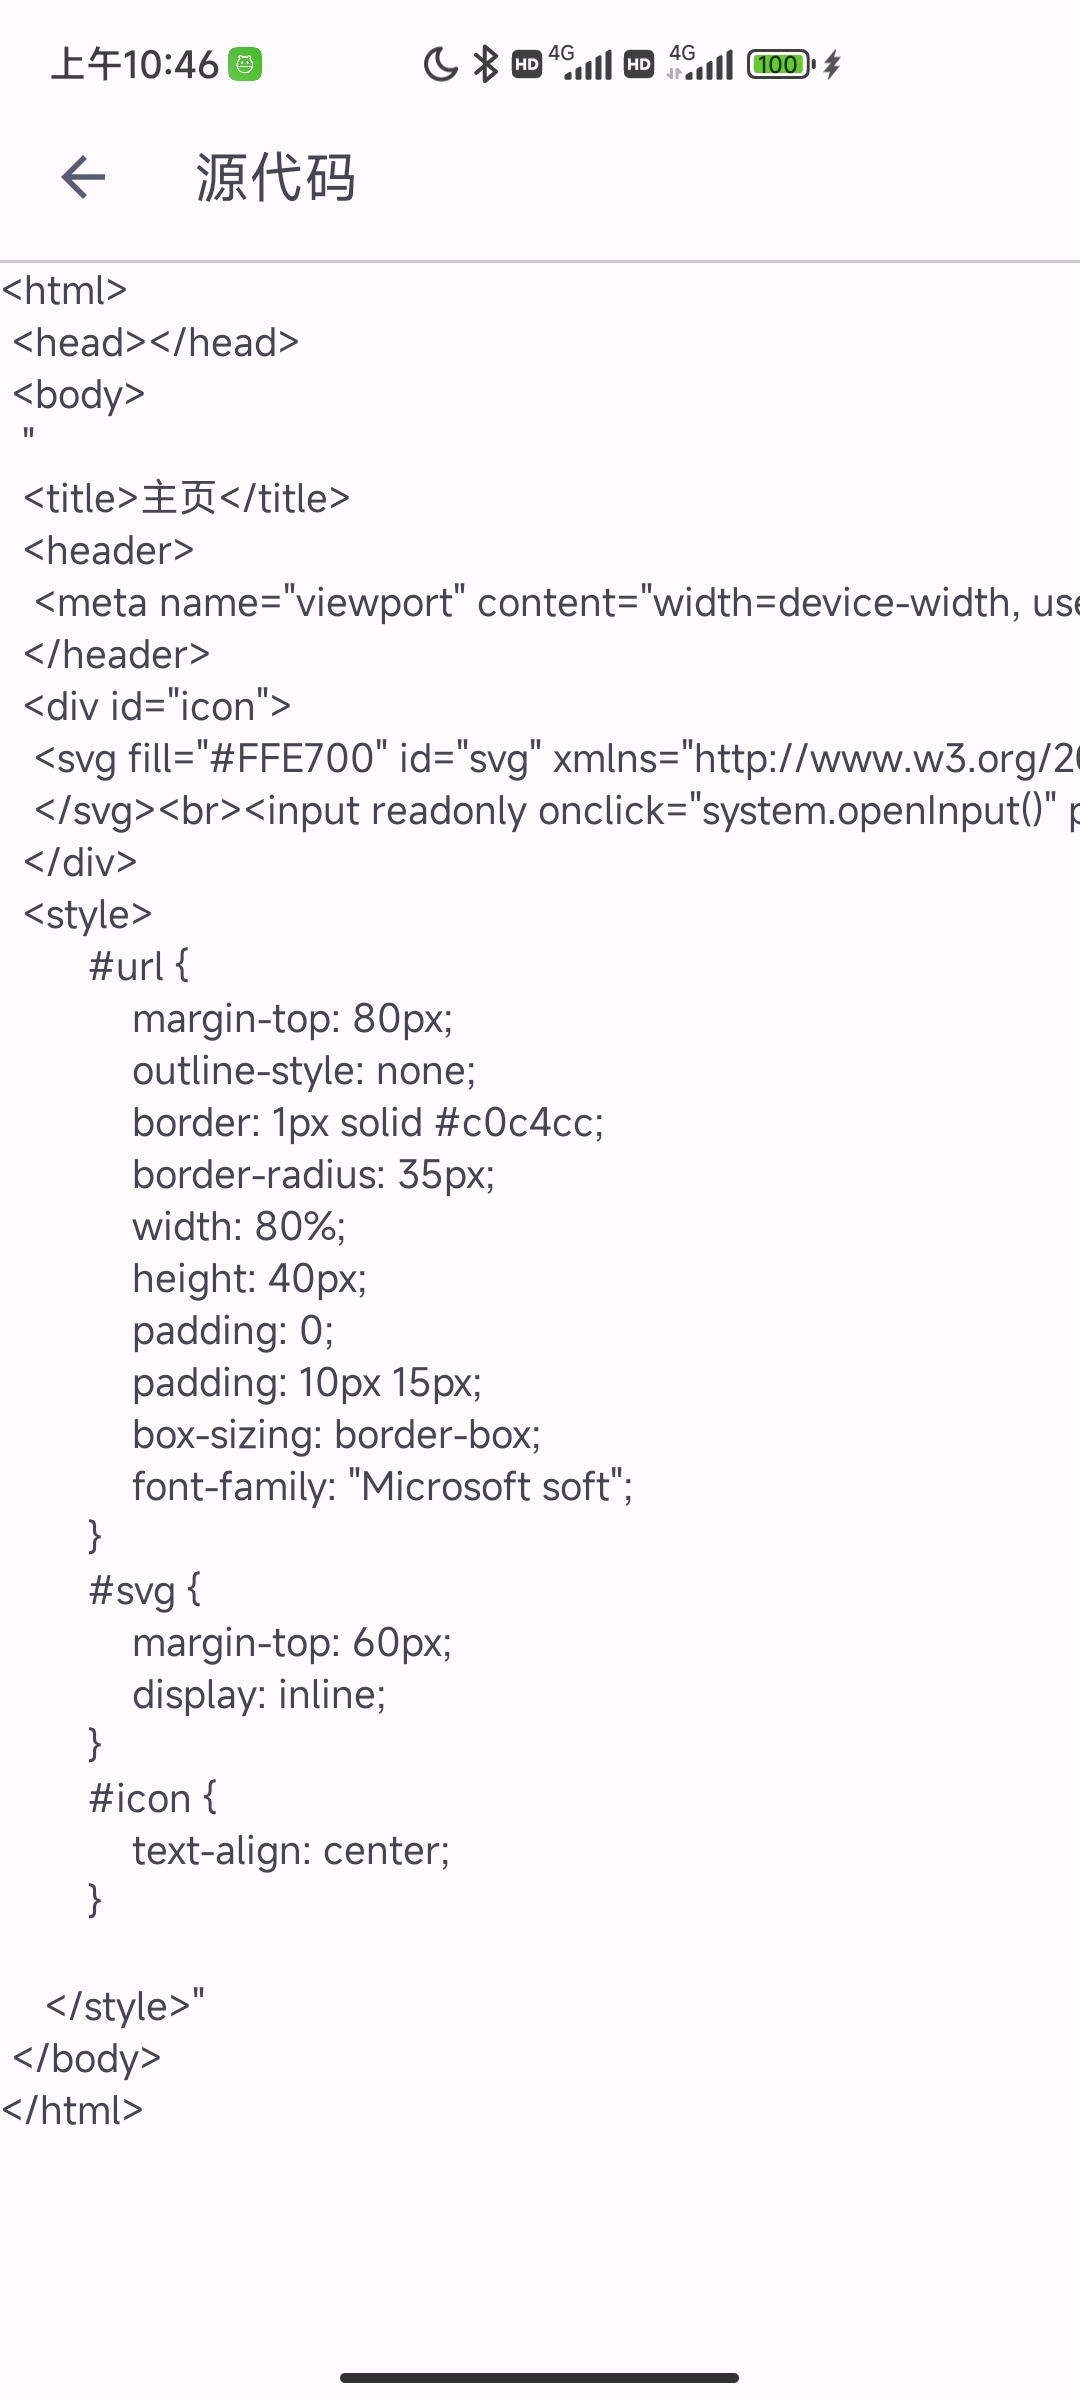 上午10:46 HD 4G HD 4G 100
源代码
<html>
<head></head>
<body>
"
<title>主页</title>
<header>
<meta name="viewport" content="width=device-width, use
</header>
<div id="icon">
<svg fill="#FFE700" id="svg" xmlns="http://www.w3.org/20
</svg><br><input readonly onclick="system.openInput()" p
</div>
<style>
#url {
margin-top: 80px;
outline-style: none;
border: 1px solid #c0c4cc;
border-radius: 35px;
width: 80%;
height: 40px;
padding: 0;
padding: 10px 15px;
box-sizing: border-box;
font-family: "Microsoft soft";
}
#svg {
margin-top: 60px;
display: inline;
}
#icon {
text-align: center;
}
</style>"
</body>
</html>